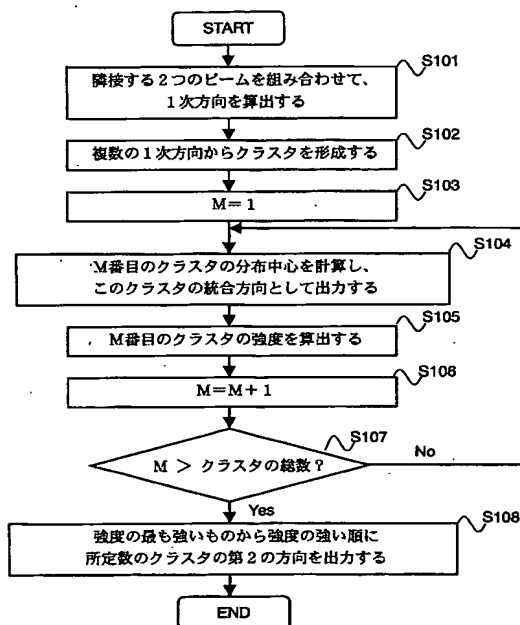 START
S101
隣接する2つのビームを組み合わせて、
1次方向を算出する
S102
複数の1次方向からクラスタを形成する
S103
M=1
S104
M番目のクラスタの分布中心を計算し、
このクラスタの統合方向として出力する
S105
M番目のクラスタの強度を算出する
S106
M=M+1
S107
M > クラスタの総数?
No
Yes
S108
強度の最も強いものから強度の強い順に
所定数のクラスタの第2の方向を出力する
END